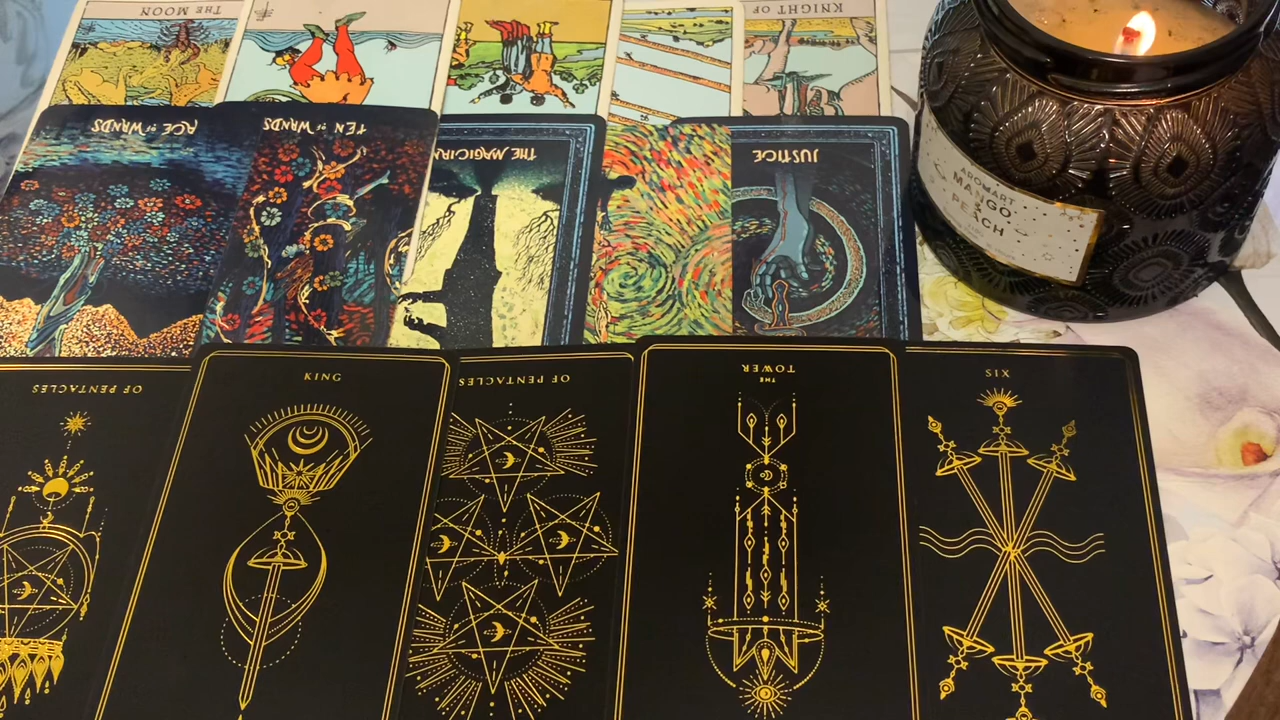 THE MOON
KNIGHT OF
ACE OF WANDS
TEN OF WANDS
THE MAGICIAN
JUSTICE
AROMART
MANGO
PEACH
OF PENTACLES
KING
OF PENTACLES
THE
TOWER
SIX